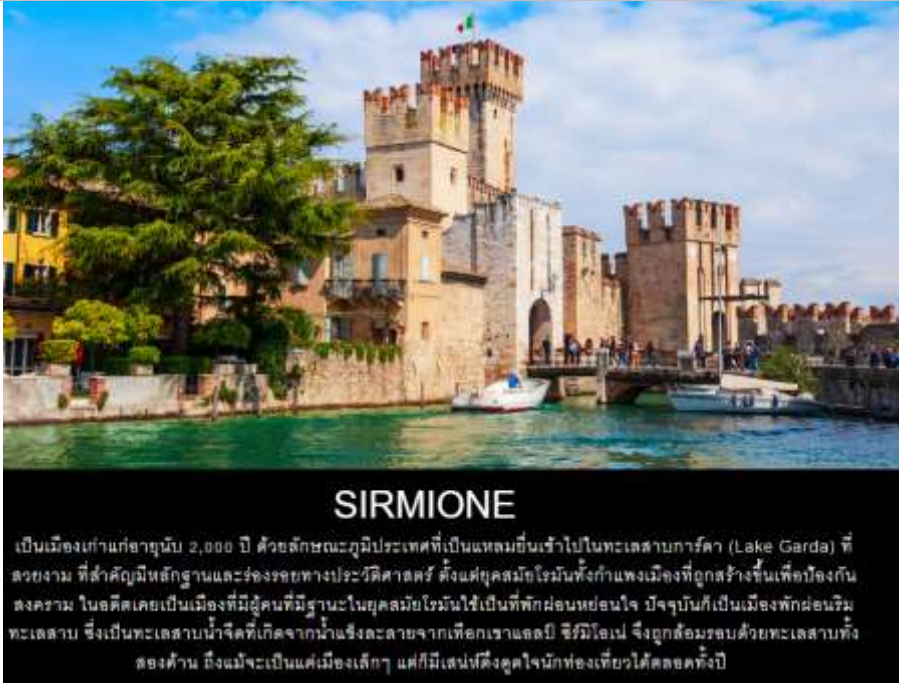 SIRMIONE
เป็นเมืองเก่าแก่อายุนับ 2,000 ปี ด้วยลักษณะภูมิประเทศที่เป็นแหลมยื่นเข้าไปในทะเลสาบการ์ดา (Lake Garda) ที่
สวยงาม ที่สำคัญมีหลักฐานและร่องรอยทางประวัติศาสตร์ ตั้งแต่ยุคสมัยโรมันทั้งกำแพงเมืองที่ถูกสร้างขึ้นเพื่อป้องกัน
สงคราม ในอดีตเคยเป็นเมืองที่มีผู้คนที่มีฐานะในยุคสมัยโรมันใช้เป็นที่พักผ่อนหย่อนใจ ปัจจุบันก็เป็นเมืองพักผ่อนริม
ทะเลสาบ ซึ่งเป็นทะเลสาบน้ำจืดที่เกิดจากน้ำแข็งละลายจากเทือกเขาแอลป์ ซีร์มิโอเน่ จึงถูกล้อมรอบด้วยทะเลสาบทั้ง
สองด้าน ถึงแม้จะเป็นแค่เมืองเล็กๆ แต่ก็มีเสน่ห์ดึงดูดใจนักท่องเที่ยวได้ตลอดทั้งปี